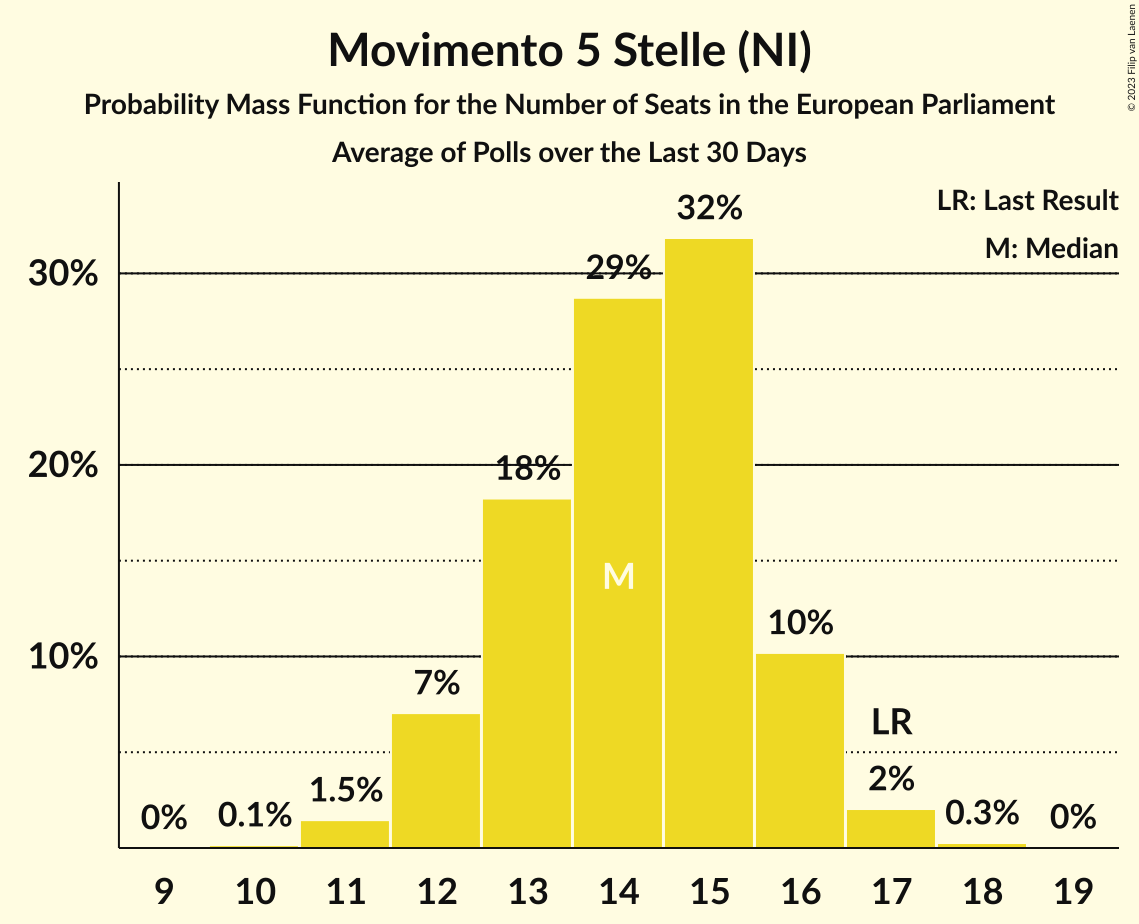 Movimento 5 Stelle (NI)
Probability Mass Function for the Number of Seats in the European Parliament
Average of Polls over the Last 30 Days
© 2023 Filip van Laenen
LR: Last Result
M: Median
30%
20%
10%
0%
0.1%
1.5%
7%
18%
29%
M
32%
10%
LR
2%
0.3%
0%
9 10 11 12 13 14 15 16 17 18 19